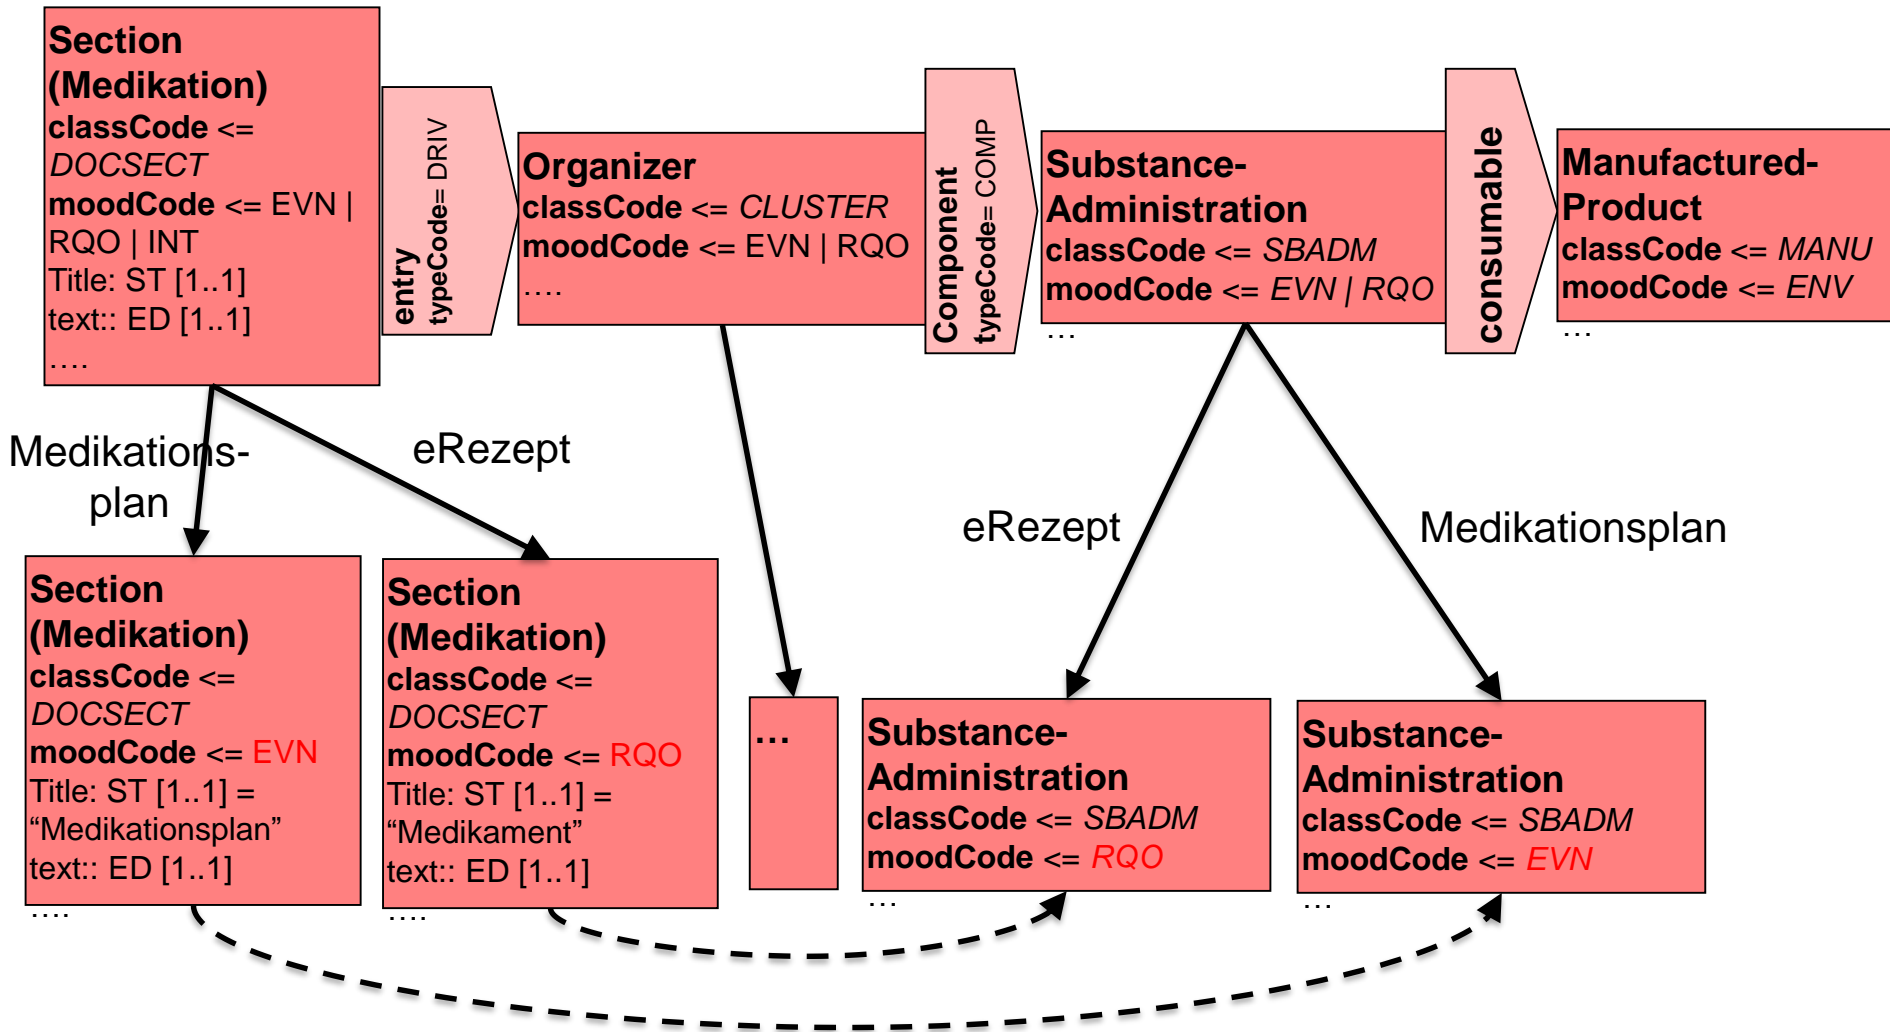 Section
(Medikation)
classCode <=
DOCSECT
moodCode <= EVN |
RQO | INT
Title: ST [1..1]
text:: ED [1..1]
....
entry
typeCode= DRIV
Organizer
classCode <= CLUSTER
moodCode <= EVN | RQO
....
Component
typeCode= COMP
Substance-
Administration
classCode <= SBADM
moodCode <= EVN | RQO
...
consumable
Manufactured-
Product
classCode <= MANU
moodCode <= ENV
...
Medikations-
plan
eRezept
eRezept
Medikationsplan
Section
(Medikation)
classCode <=
DOCSECT
moodCode <= EVN
Title: ST [1..1] =
“Medikationsplan”
text:: ED [1..1]
....
Section
(Medikation)
classCode <=
DOCSECT
moodCode <= RQO
Title: ST [1..1] =
“Medikament”
text:: ED [1..1]
....
...
Substance-
Administration
classCode <= SBADM
moodCode <= RQO
...
Substance-
Administration
classCode <= SBADM
moodCode <= EVN
...